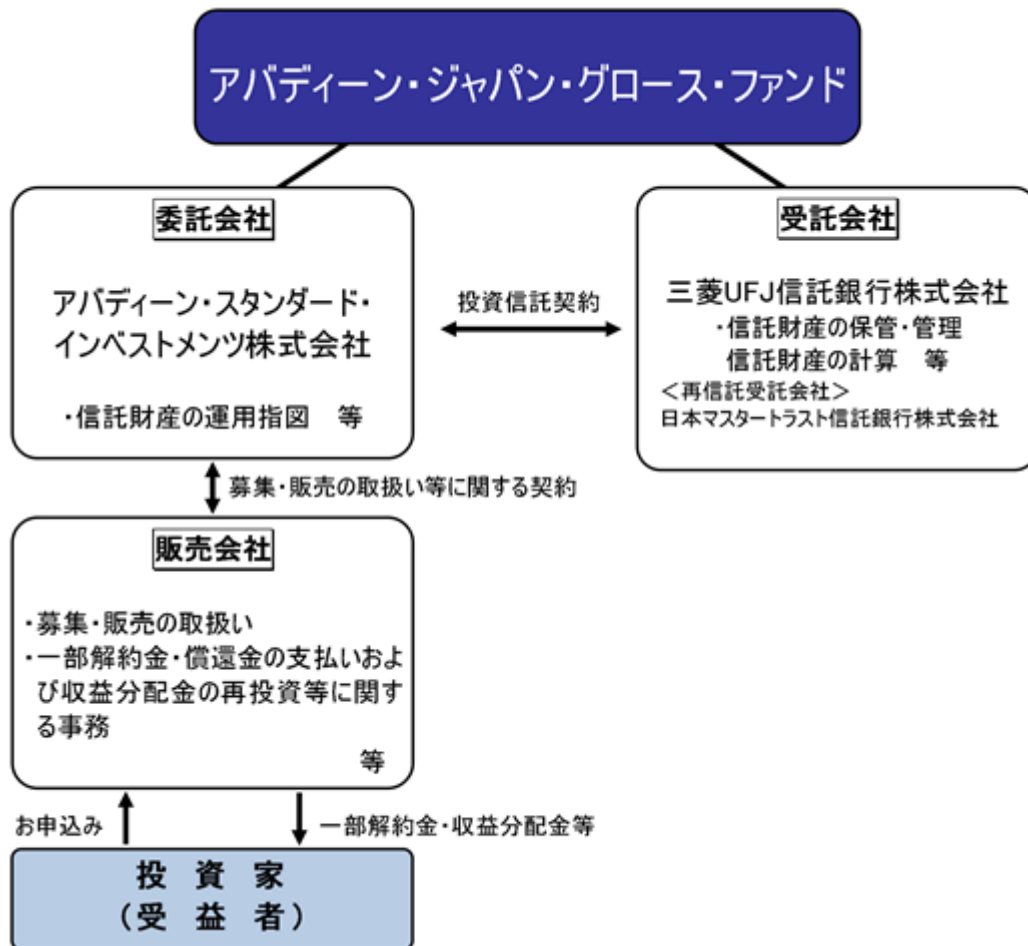 アバディーン・ジャパン・グロース・ファンド
委託会社
アバディーン・スタンダード・
インベストメンツ株式会社
・信託財産の運用指図　等
投資信託契約
受託会社
三菱UFJ信託銀行株式会社
・信託財産の保管・管理
信託財産の計算　等
＜再信託受託会社＞
日本マスタートラスト信託銀行株式会社
募集・販売の取扱い等に関する契約
販売会社
・募集・販売の取扱い
・一部解約金・償還金の支払いおよ
び収益分配金の再投資等に関す
る事務
等
お申込み
一部解約金・収益分配金等
投　資　家
（受　益　者）